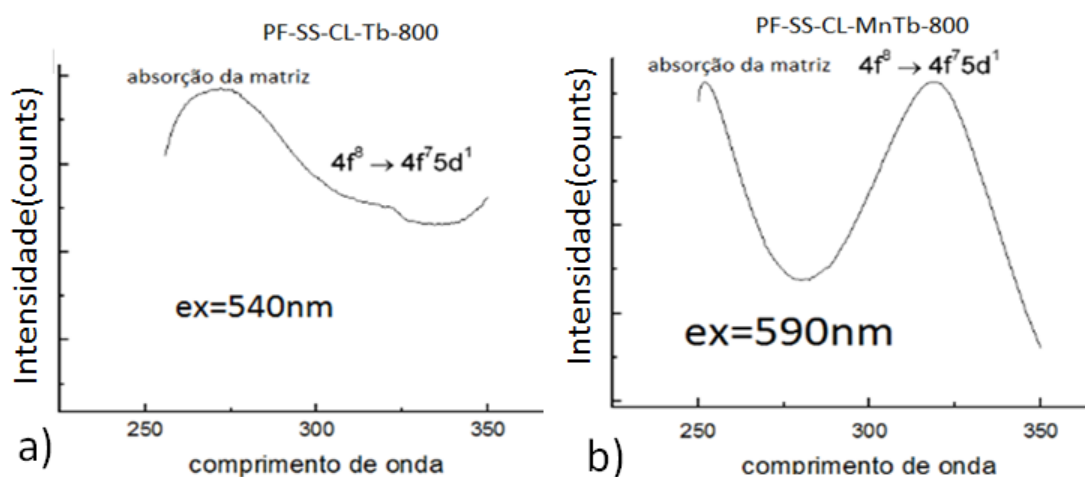 PF-SS-CL-Tb-800
absorção da matriz
4f⁸ → 4f⁷5d¹
Intensidade(counts)
ex=540nm
250 300 350
comprimento de onda
a)
PF-SS-CL-MnTb-800
absorção da matriz 4f⁸ → 4f⁷5d¹
Intensidade(counts)
ex=590nm
250 300 350
comprimento de onda
b)